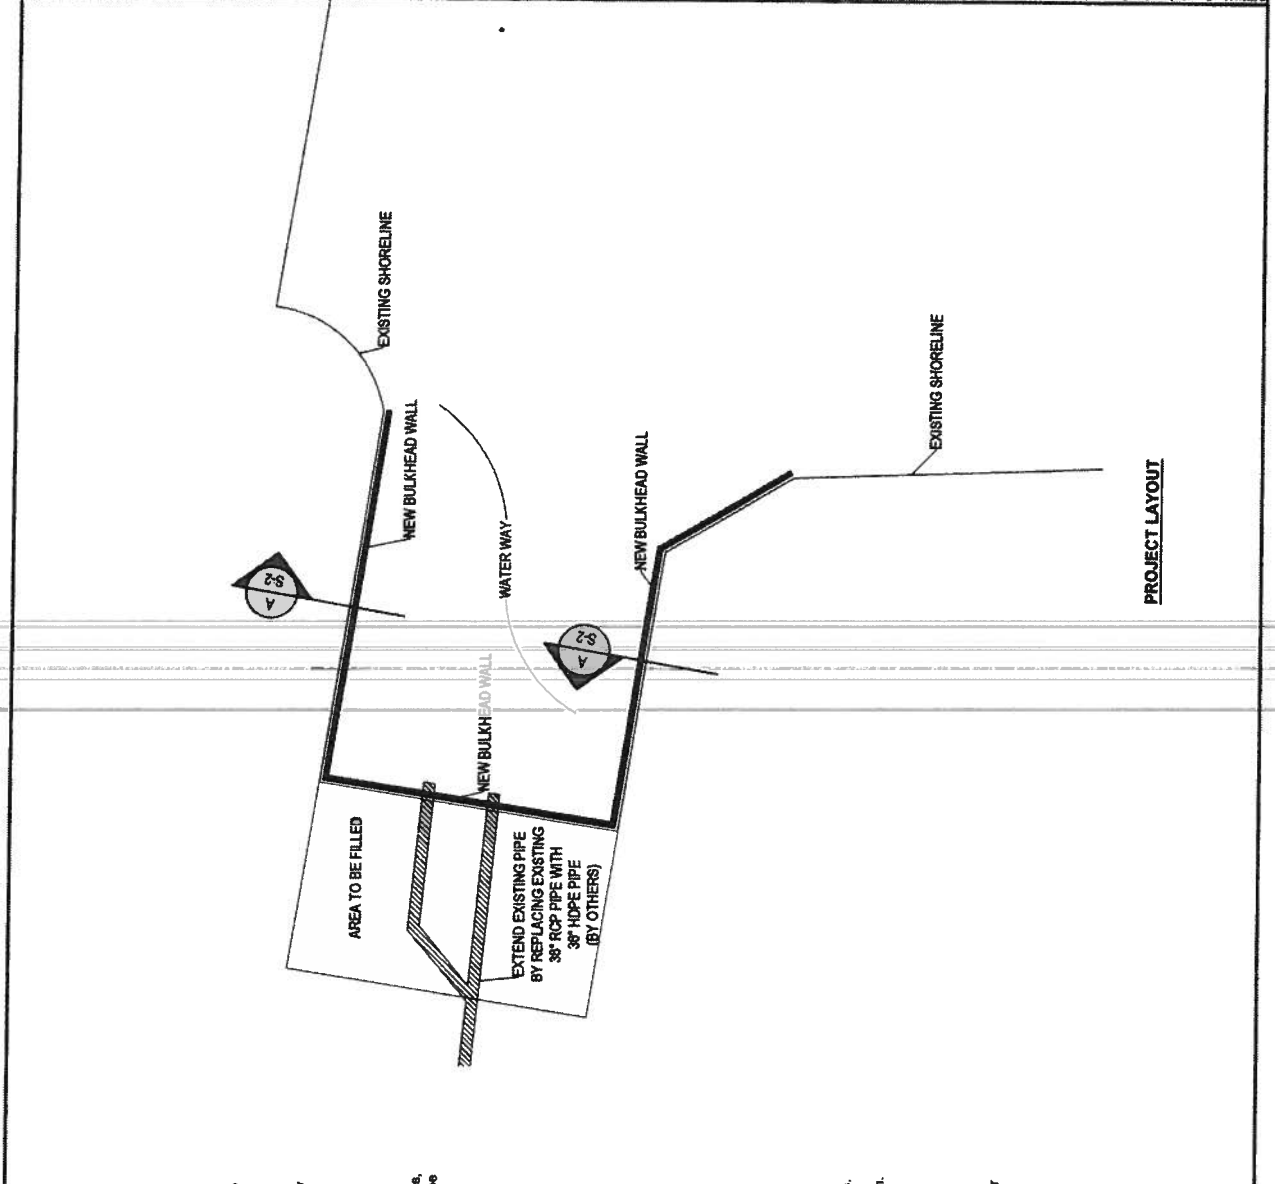 EXISTING SHORELINE
NEW BULKHEAD WALL
A
S-2
WATER WAY
NEW BULKHEAD WALL
A
S-2
NEW BULKHEAD WALL
EXISTING SHORELINE
AREA TO BE FILLED
EXTEND EXISTING PIPE
BY REPLACING EXISTING
36" RCP PIPE WITH
36" HDPE PIPE
(BY OTHERS)
PROJECT LAYOUT